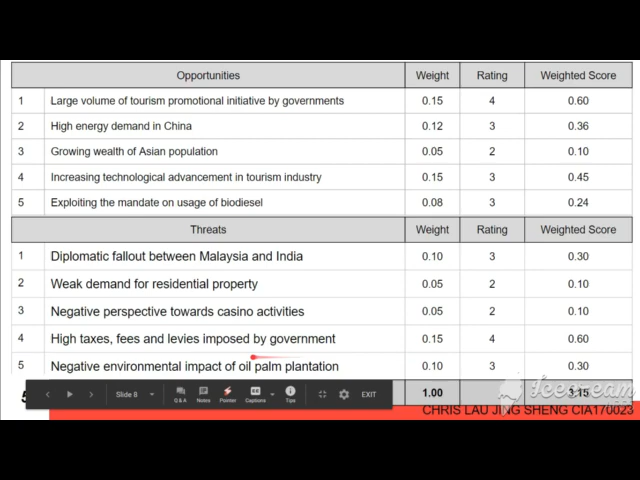 Opportunities Weight Rating Weighted Score
1 Large volume of tourism promotional initiative by governments 0.15 4 0.60
2 High energy demand in China 0.12 3 0.36
3 Growing wealth of Asian population 0.05 2 0.10
4 Increasing technological advancement in tourism industry 0.15 3 0.45
5 Exploiting the mandate on usage of biodiesel 0.08 3 0.24
Threats Weight Rating Weighted Score
1 Diplomatic fallout between Malaysia and India 0.10 3 0.30
2 Weak demand for residential property 0.05 2 0.10
3 Negative perspective towards casino activities 0.05 2 0.10
4 High taxes, fees and levies imposed by government 0.15 4 0.60
5 Negative environmental impact of oil palm plantation 0.10 3 0.30
1.00 3.15
Slide 8 Q & A Notes Pointer Captions Tips EXIT
Icecream
CHRIS LAU JING SHENG CIA170023